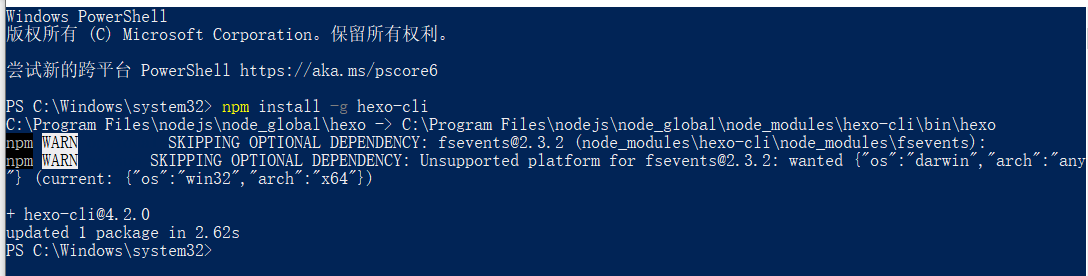 Windows PowerShell
版权所有 (C) Microsoft Corporation。保留所有权利。
尝试新的跨平台 PowerShell https://aka.ms/pscore6
PS C:\Windows\system32> npm install -g hexo-cli
C:\Program Files\nodejs\node_global\hexo -> C:\Program Files\nodejs\node_global\node_modules\hexo-cli\bin\hexo
npm WARN SKIPPING OPTIONAL DEPENDENCY: fsevents@2.3.2 (node_modules\hexo-cli\node_modules\fsevents):
npm WARN SKIPPING OPTIONAL DEPENDENCY: Unsupported platform for fsevents@2.3.2: wanted {"os":"darwin","arch":"any
"} (current: {"os":"win32","arch":"x64"})
+ hexo-cli@4.2.0
updated 1 package in 2.62s
PS C:\Windows\system32>